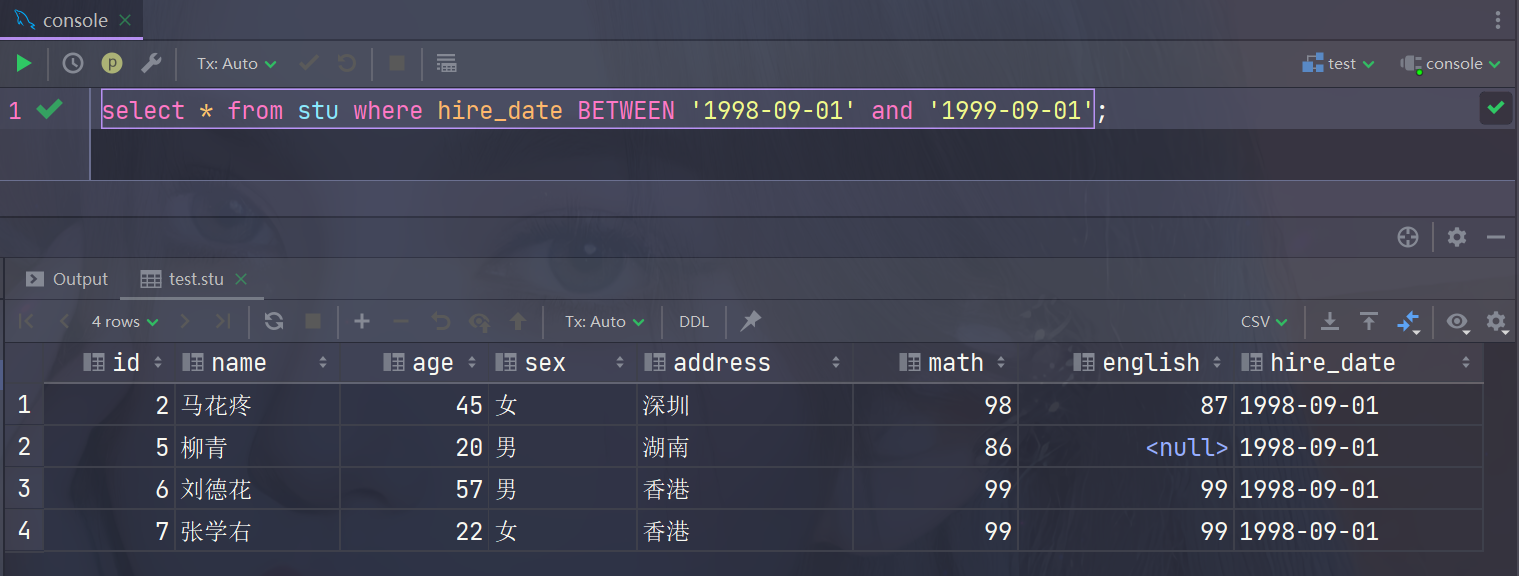 console
Tx: Auto test console
1 select * from stu where hire_date BETWEEN '1998-09-01' and '1999-09-01';
Output test.stu
4 rows Tx: Auto DDL CSV
id name age sex address math english hire_date
1 2 马花疼 45 女 深圳 98 87 1998-09-01
2 5 柳青 20 男 湖南 86 <null> 1998-09-01
3 6 刘德花 57 男 香港 99 99 1998-09-01
4 7 张学右 22 女 香港 99 99 1998-09-01